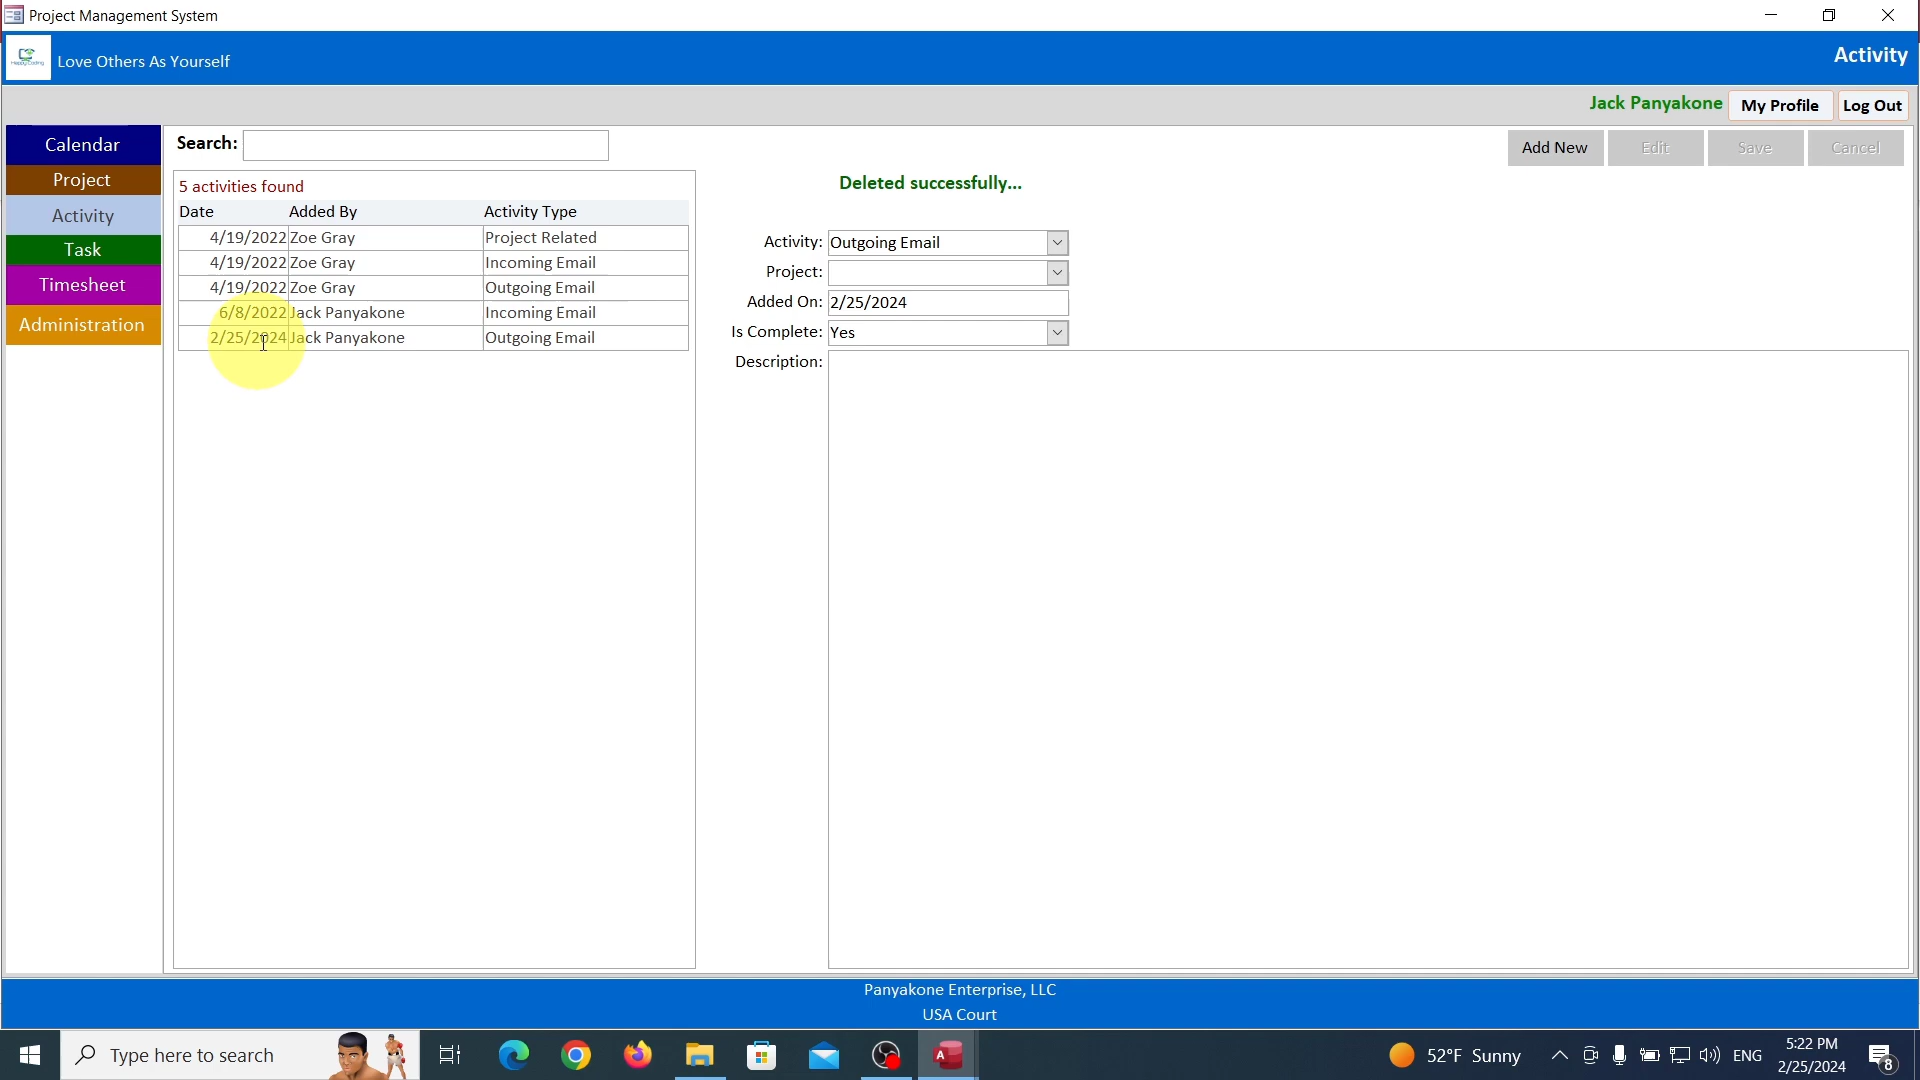 Project Management System
Happy Coding
Love Others As Yourself
Activity
Jack Panyakone
My Profile
Log Out
Calendar
Project
Activity
Task
Timesheet
Administration
Search:
Add New
Edit
Save
Cancel
5 activities found
Date Added By Activity Type
4/19/2022 Zoe Gray Project Related
4/19/2022 Zoe Gray Incoming Email
4/19/2022 Zoe Gray Outgoing Email
6/8/2022 Jack Panyakone Incoming Email
2/25/2024 Jack Panyakone Outgoing Email
Deleted successfully...
Activity: Outgoing Email
Project:
Added On: 2/25/2024
Is Complete: Yes
Description:
Panyakone Enterprise, LLC
USA Court
Type here to search
A
52°F Sunny
ENG
5:22 PM
2/25/2024
8